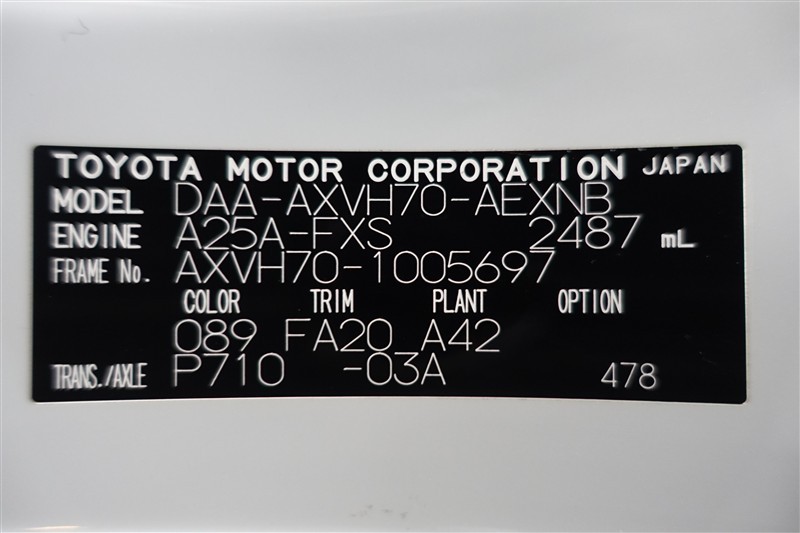 TOYOTA MOTOR CORPORATION JAPAN
MODEL DAA-AXVH70-AEXNB
ENGINE A25A-FXS 2487 mL
FRAME No. AXVH70-1005697
COLOR TRIM PLANT OPTION
089 FA20 A42
TRANS./AXLE P710 -03A 478